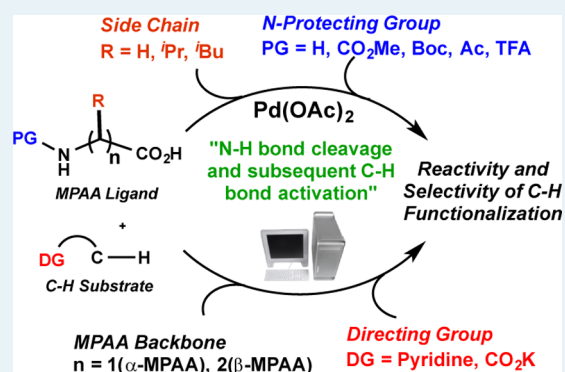 Side Chain
R = H, ⁱPr, ⁱBu
N-Protecting Group
PG = H, CO₂Me, Boc, Ac, TFA
R
PG
N
H
n
CO₂H
MPAA Ligand
+
DG
C—H
C-H Substrate
Pd(OAc)₂
"N-H bond cleavage
and subsequent C-H
bond activation"
Reactivity and
Selectivity of C-H
Functionalization
MPAA Backbone
n = 1(α-MPAA), 2(β-MPAA)
Directing Group
DG = Pyridine, CO₂K